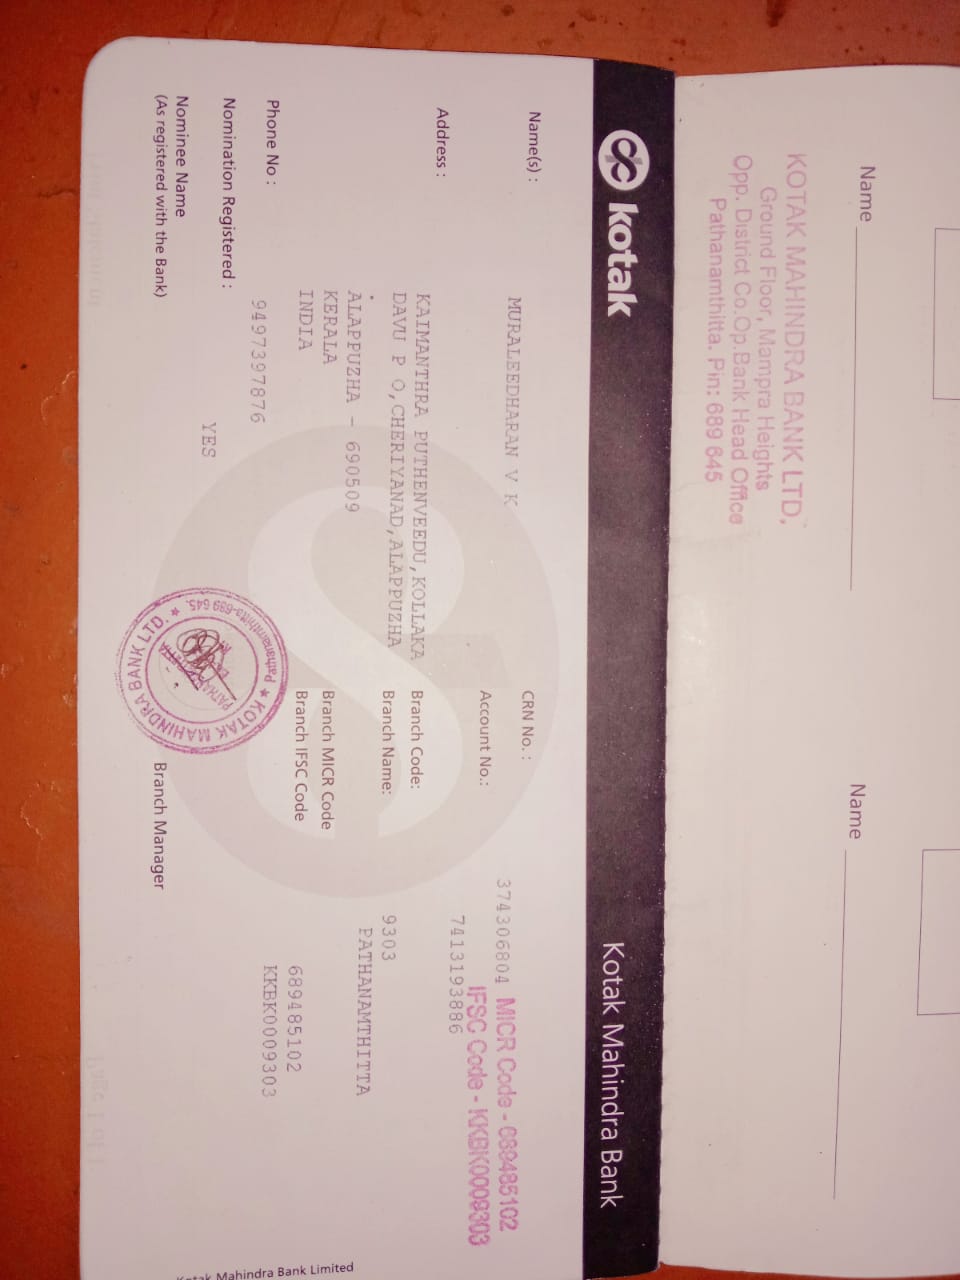 Name
Name
KOTAK MAHINDRA BANK LTD,
Ground Floor, Mampra Heights
Opp. District Co.Op.Bank Head Office
Pathanamthitta. Pin: 689 645
kotak
Kotak Mahindra Bank
Name(s) : MURALEEDHARAN V K
CRN No. : 374306804
MICR Code - 689485102
Account No.: 7413193886
IFSC Code - KKBK0009303
Address : KAIMANTHRA PUTHENVEEDU,KOLLAKA
DAVU P O,CHERIYANAD,ALAPPUZHA
ALAPPUZHA - 690509
KERALA
INDIA
Branch Code: 9303
Branch Name: PATHANAMTHITTA
Branch MICR Code 689485102
Branch IFSC Code KKBK0009303
Phone No : 9497397876
Nomination Registered : YES
Nominee Name
(As registered with the Bank)
KOTAK MAHINDRA BANK LTD.
Pathanamthitta-689 645.
Branch Manager
Kotak Mahindra Bank Limited